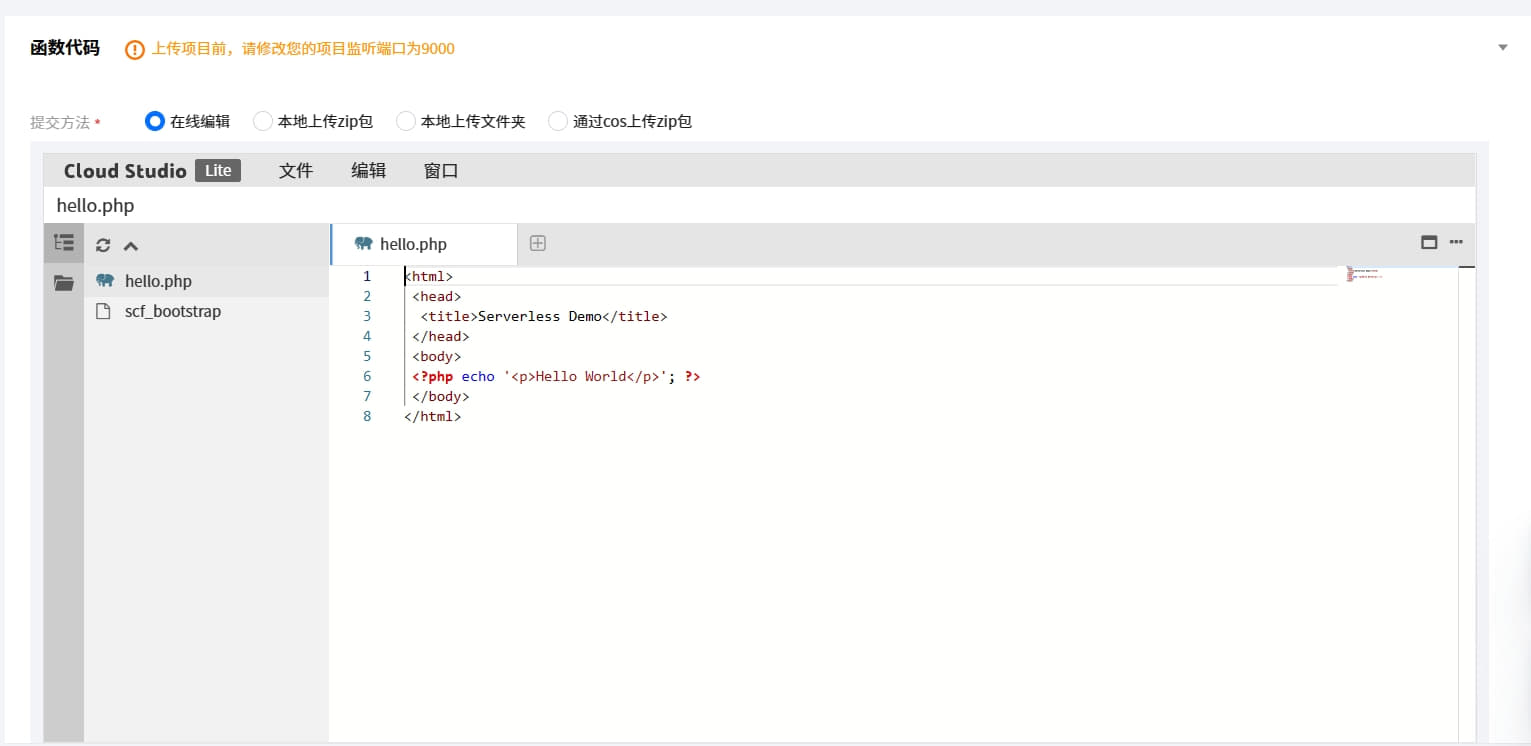 函数代码 上传项目前，请修改您的项目监听端口为9000
提交方法 * 在线编辑 本地上传zip包 本地上传文件夹 通过cos上传zip包
Cloud Studio Lite 文件 编辑 窗口
hello.php
hello.php
hello.php
scf_bootstrap
1 <html>
2 <head>
3 <title>Serverless Demo</title>
4 </head>
5 <body>
6 <?php echo '<p>Hello World</p>'; ?>
7 </body>
8 </html>